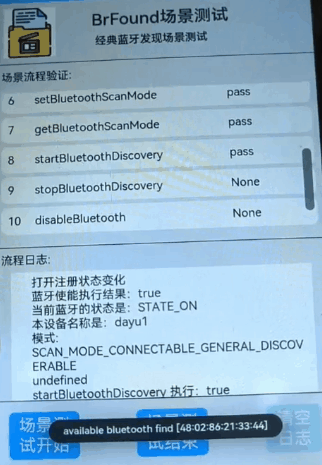 BrFound场景测试
经典蓝牙发现场景测试
场景流程验证:
6 setBluetoothScanMode pass
7 getBluetoothScanMode pass
8 startBluetoothDiscovery pass
9 stopBluetoothDiscovery None
10 disableBluetooth None
流程日志:
打开注册状态变化
蓝牙使能执行结果：true
当前蓝牙的状态是：STATE_ON
本设备名称是：dayu1
模式:
SCAN_MODE_CONNECTABLE_GENERAL_DISCOV
ERABLE
undefined
startBluetoothDiscovery 执行：true
场景测
试开始
场景测
试结束
空
日志
available bluetooth find [48:02:86:21:33:44]